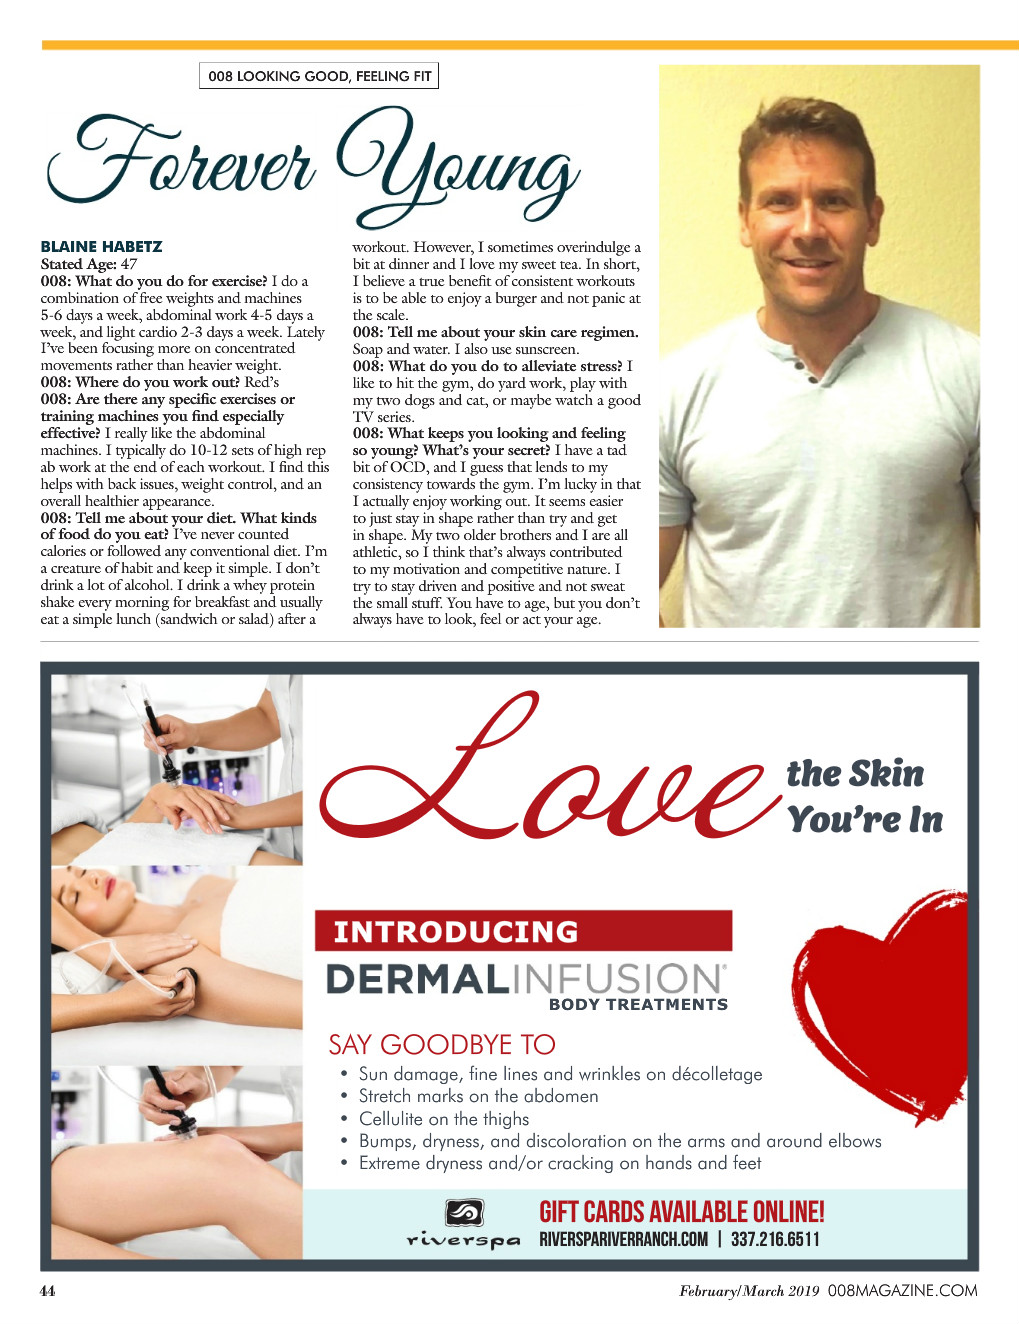 008 LOOKING GOOD, FEELING FIT
Forever Young
BLAINE HABETZ
Stated Age: 47
008: What do you do for exercise? I do a
combination of free weights and machines
5-6 days a week, abdominal work 4-5 days a
week, and light cardio 2-3 days a week. Lately
I've been focusing more on concentrated
movements rather than heavier weight.
008: Where do you work out? Red's
008: Are there any specific exercises or
training machines you find especially
effective? I really like the abdominal
machines. I typically do 10-12 sets of high rep
ab work at the end of each workout. I find this
helps with back issues, weight control, and an
overall healthier appearance.
008: Tell me about your diet. What kinds
of food do you eat? I've never counted
calories or followed any conventional diet. I'm
a creature of habit and keep it simple. I don't
drink a lot of alcohol. I drink a whey protein
shake every morning for breakfast and usually
eat a simple lunch (sandwich or salad) after a
workout. However, I sometimes overindulge a
bit at dinner and I love my sweet tea. In short,
I believe a true benefit of consistent workouts
is to be able to enjoy a burger and not panic at
the scale.
008: Tell me about your skin care regimen.
Soap and water. I also use sunscreen.
008: What do you do to alleviate stress? I
like to hit the gym, do yard work, play with
my two dogs and cat, or maybe watch a good
TV series.
008: What keeps you looking and feeling
so young? What's your secret? I have a tad
bit of OCD, and I guess that lends to my
consistency towards the gym. I'm lucky in that
I actually enjoy working out. It seems easier
to just stay in shape rather than try and get
in shape. My two older brothers and I are all
athletic, so I think that's always contributed
to my motivation and competitive nature. I
try to stay driven and positive and not sweat
the small stuff. You have to age, but you don't
always have to look, feel or act your age.
Love
the Skin
You're In
INTRODUCING
DERMALINFUSION®
BODY TREATMENTS
SAY GOODBYE TO
• Sun damage, fine lines and wrinkles on décolletage
• Stretch marks on the abdomen
• Cellulite on the thighs
• Bumps, dryness, and discoloration on the arms and around elbows
• Extreme dryness and/or cracking on hands and feet
riverspa
GIFT CARDS AVAILABLE ONLINE!
RIVERSPARIVERRANCH.COM | 337.216.6511
44
February/March 2019 008MAGAZINE.COM